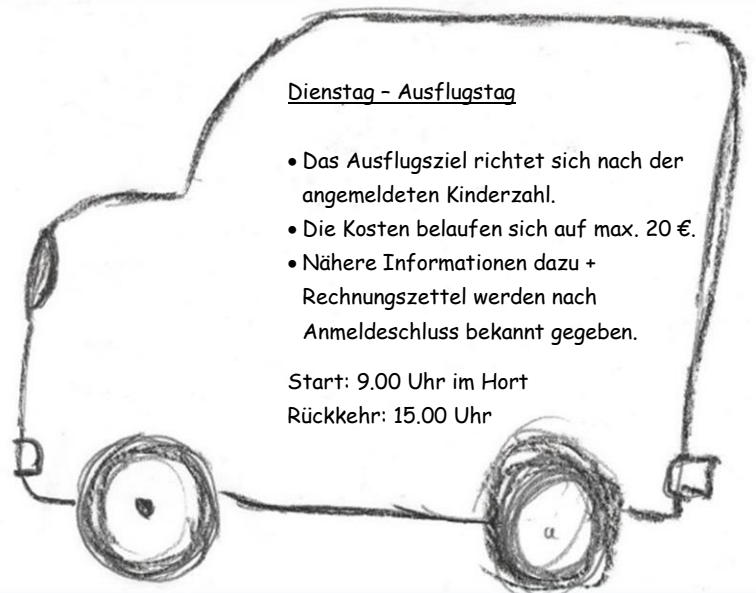 Dienstag – Ausflugstag
• Das Ausflugsziel richtet sich nach der
angemeldeten Kinderzahl.
• Die Kosten belaufen sich auf max. 20 €.
• Nähere Informationen dazu +
Rechnungszettel werden nach
Anmeldeschluss bekannt gegeben.
Start: 9.00 Uhr im Hort
Rückkehr: 15.00 Uhr